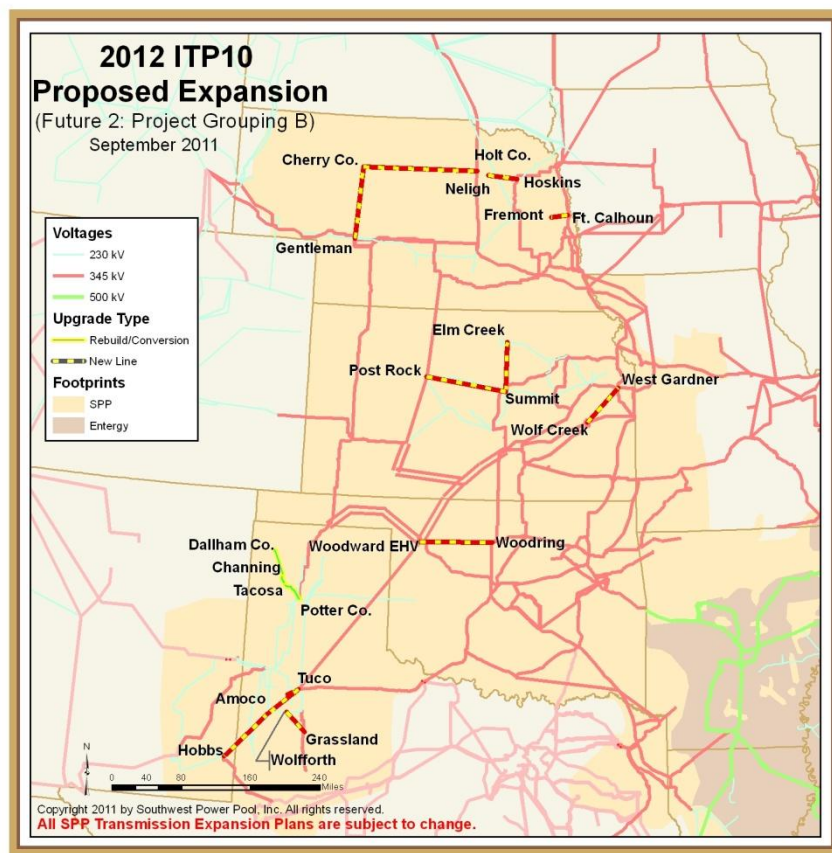 2012 ITP10
Proposed Expansion
(Future 2: Project Grouping B)
September 2011
Cherry Co.
Holt Co.
Neligh
Hoskins
Fremont
Ft. Calhoun
Gentleman
Voltages
230 kV
345 kV
500 kV
Upgrade Type
Rebuild/Conversion
New Line
Footprints
SPP
Entergy
Elm Creek
Post Rock
Summit
West Gardner
Wolf Creek
Dallham Co.
Channing
Tacosa
Potter Co.
Woodward EHV
Woodring
Tuco
Amoco
Hobbs
Grassland
Wolfforth
N
0 40 80 160 240
Miles
Copyright 2011 by Southwest Power Pool, Inc. All rights reserved.
All SPP Transmission Expansion Plans are subject to change.